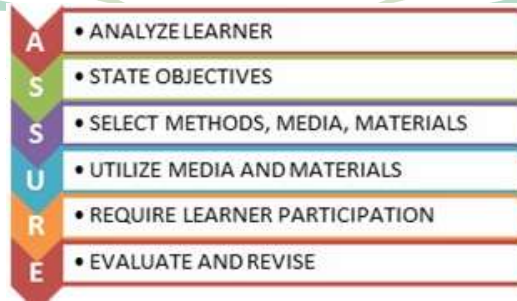 A • ANALYZE LEARNER
S • STATE OBJECTIVES
S • SELECT METHODS, MEDIA, MATERIALS
U • UTILIZE MEDIA AND MATERIALS
R • REQUIRE LEARNER PARTICIPATION
E • EVALUATE AND REVISE